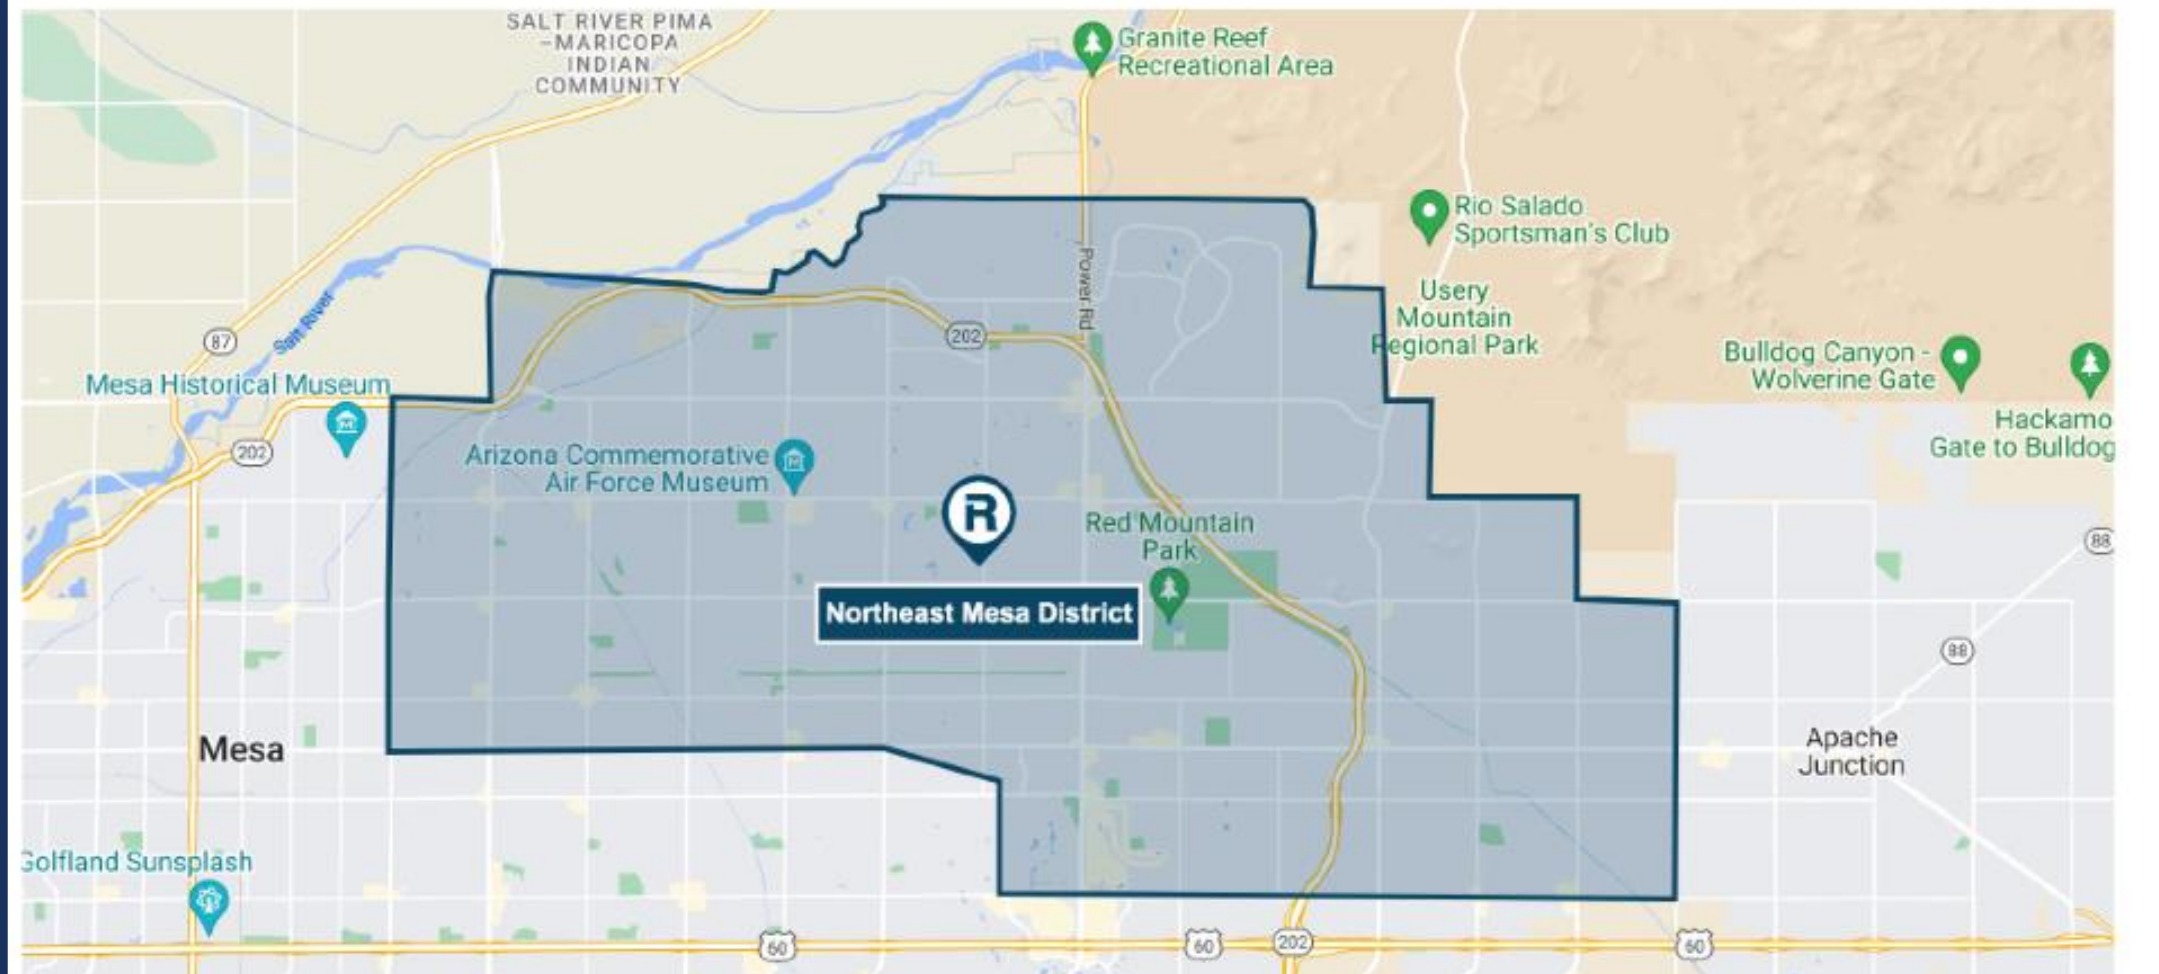 SALT RIVER PIMA
-MARICOPA
INDIAN
COMMUNITY
Granite Reef
Recreational Area
Rio Salado
Sportsman's Club
Power Rd
Usery
Mountain
Regional Park
87
Salt River
202
Bulldog Canyon -
Wolverine Gate
Mesa Historical Museum
Hackamo
Gate to Bulldog
202
Arizona Commemorative
Air Force Museum
R
Red Mountain
Park
88
Northeast Mesa District
88
Mesa
Apache
Junction
Golfland Sunsplash
60
60
202
60